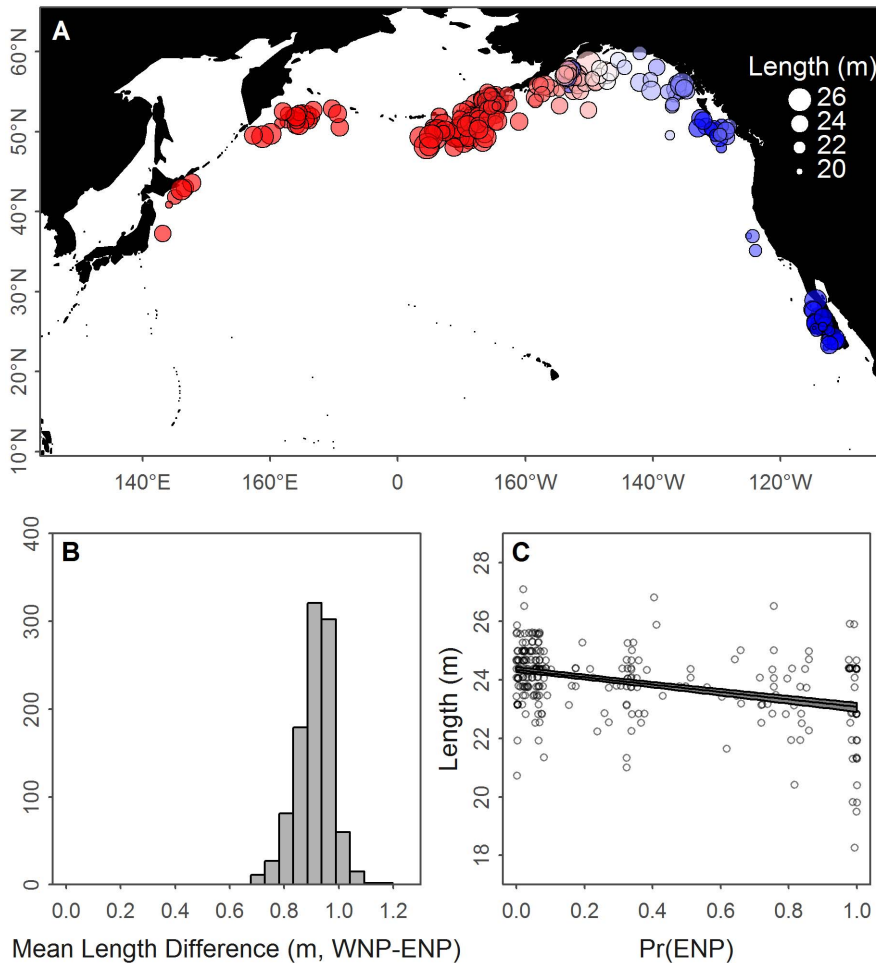 A
60°N
50°N
40°N
30°N
20°N
10°N
Length (m)
26
24
22
20
140°E
160°E
0
160°W
140°W
120°W
B
400
300
200
100
0
0.0
0.2
0.4
0.6
0.8
1.0
1.2
Mean Length Difference (m, WNP-ENP)
C
Length (m)
28
26
24
22
20
18
0.0
0.2
0.4
0.6
0.8
1.0
Pr(ENP)